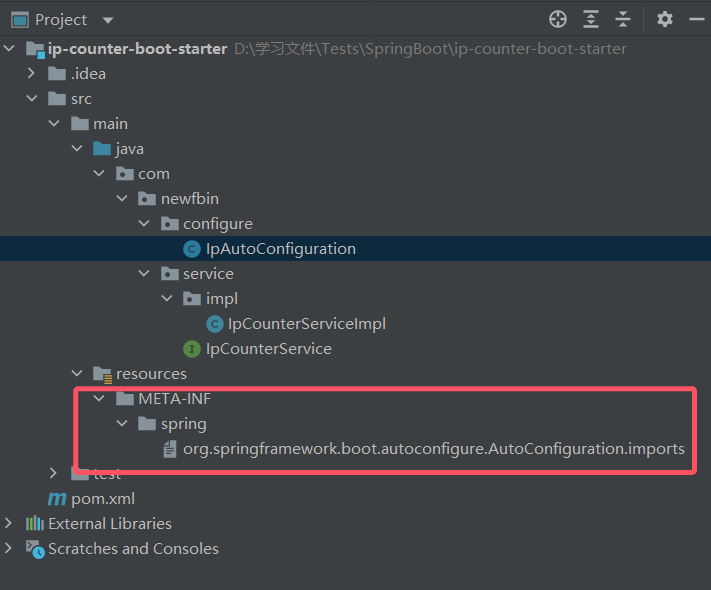 Project
ip-counter-boot-starter D:\学习文件\Tests\SpringBoot\ip-counter-boot-starter
.idea
src
main
java
com
newfbin
configure
C IpAutoConfiguration
service
impl
C IpCounterServiceImpl
I IpCounterService
resources
META-INF
spring
org.springframework.boot.autoconfigure.AutoConfiguration.imports
test
m pom.xml
External Libraries
Scratches and Consoles